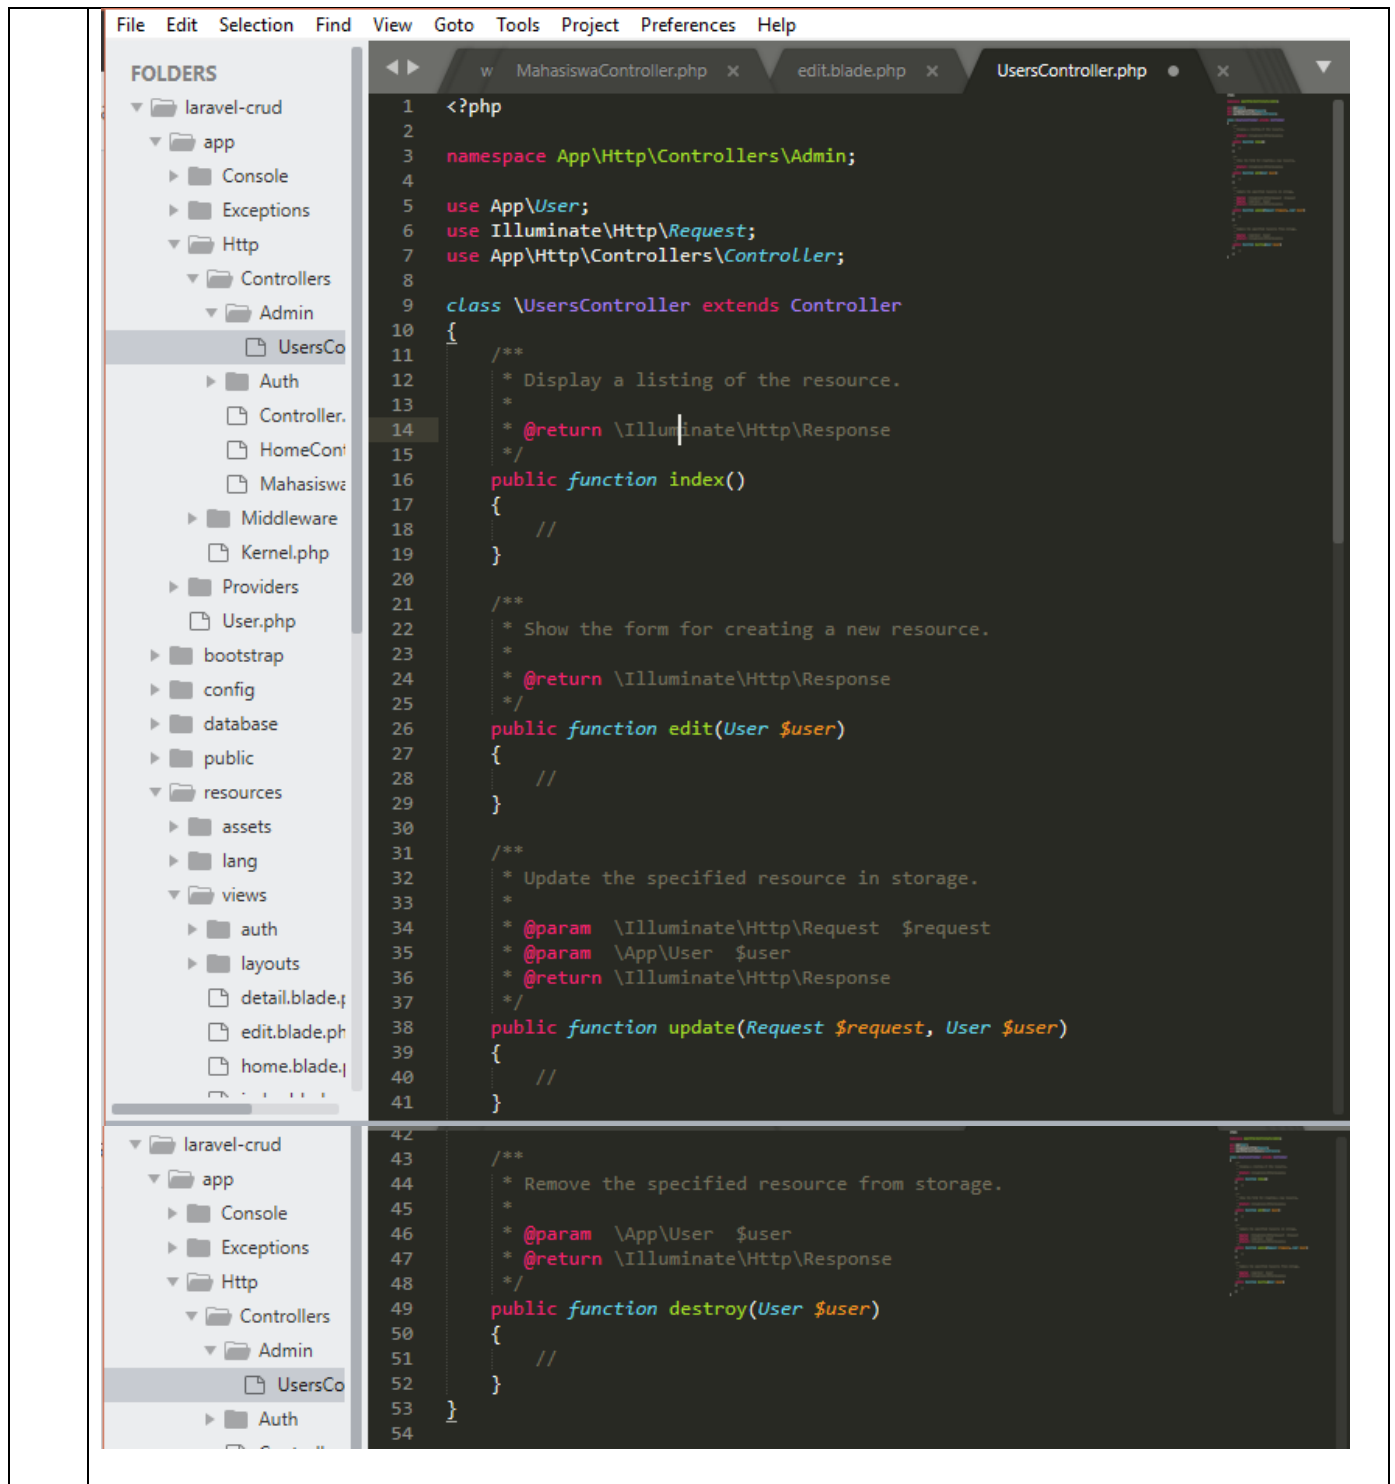 File Edit Selection Find View Goto Tools Project Preferences Help
FOLDERS
laravel-crud
app
Console
Exceptions
Http
Controllers
Admin
UsersCo
Auth
Controller.
HomeCont
Mahasiswa
Middleware
Kernel.php
Providers
User.php
bootstrap
config
database
public
resources
assets
lang
views
auth
layouts
detail.blade.p
edit.blade.ph
home.blade.p
w MahasiswaController.php × edit.blade.php × UsersController.php ● ×
1 <?php
2
3 namespace App\Http\Controllers\Admin;
4
5 use App\User;
6 use Illuminate\Http\Request;
7 use App\Http\Controllers\Controller;
8
9 class \UsersController extends Controller
10 {
11 /**
12 * Display a listing of the resource.
13 *
14 * @return \Illuminate\Http\Response
15 */
16 public function index()
17 {
18 //
19 }
20
21 /**
22 * Show the form for creating a new resource.
23 *
24 * @return \Illuminate\Http\Response
25 */
26 public function edit(User $user)
27 {
28 //
29 }
30
31 /**
32 * Update the specified resource in storage.
33 *
34 * @param \Illuminate\Http\Request $request
35 * @param \App\User $user
36 * @return \Illuminate\Http\Response
37 */
38 public function update(Request $request, User $user)
39 {
40 //
41 }
laravel-crud
app
Console
Exceptions
Http
Controllers
Admin
UsersCo
Auth
42
43 /**
44 * Remove the specified resource from storage.
45 *
46 * @param \App\User $user
47 * @return \Illuminate\Http\Response
48 */
49 public function destroy(User $user)
50 {
51 //
52 }
53 }
54